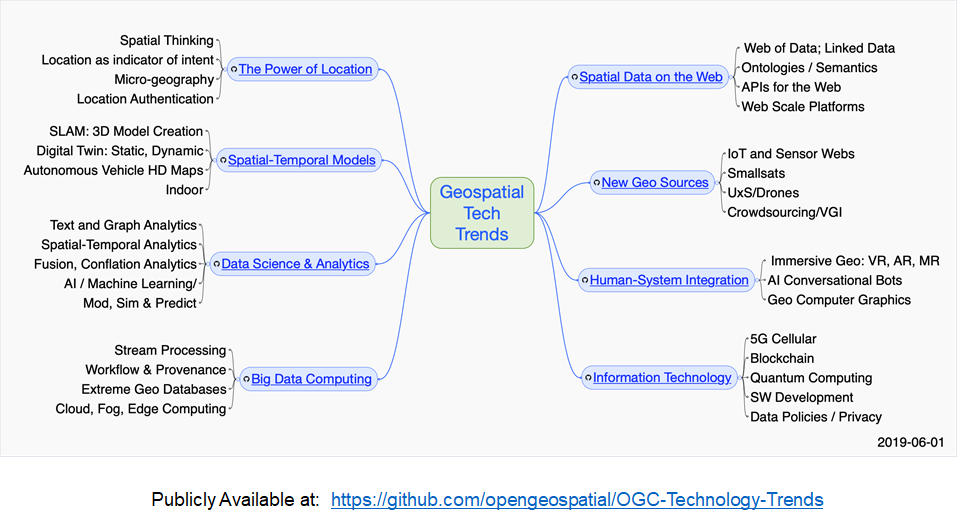 Geospatial
Tech
Trends
The Power of Location
Spatial Thinking
Location as indicator of intent
Micro-geography
Location Authentication
Spatial-Temporal Models
SLAM: 3D Model Creation
Digital Twin: Static, Dynamic
Autonomous Vehicle HD Maps
Indoor
Data Science & Analytics
Text and Graph Analytics
Spatial-Temporal Analytics
Fusion, Conflation Analytics
AI / Machine Learning/
Mod, Sim & Predict
Big Data Computing
Stream Processing
Workflow & Provenance
Extreme Geo Databases
Cloud, Fog, Edge Computing
Spatial Data on the Web
Web of Data; Linked Data
Ontologies / Semantics
APIs for the Web
Web Scale Platforms
New Geo Sources
IoT and Sensor Webs
Smallsats
UxS/Drones
Crowdsourcing/VGI
Human-System Integration
Immersive Geo: VR, AR, MR
AI Conversational Bots
Geo Computer Graphics
Information Technology
5G Cellular
Blockchain
Quantum Computing
SW Development
Data Policies / Privacy
2019-06-01
Publicly Available at: https://github.com/opengeospatial/OGC-Technology-Trends